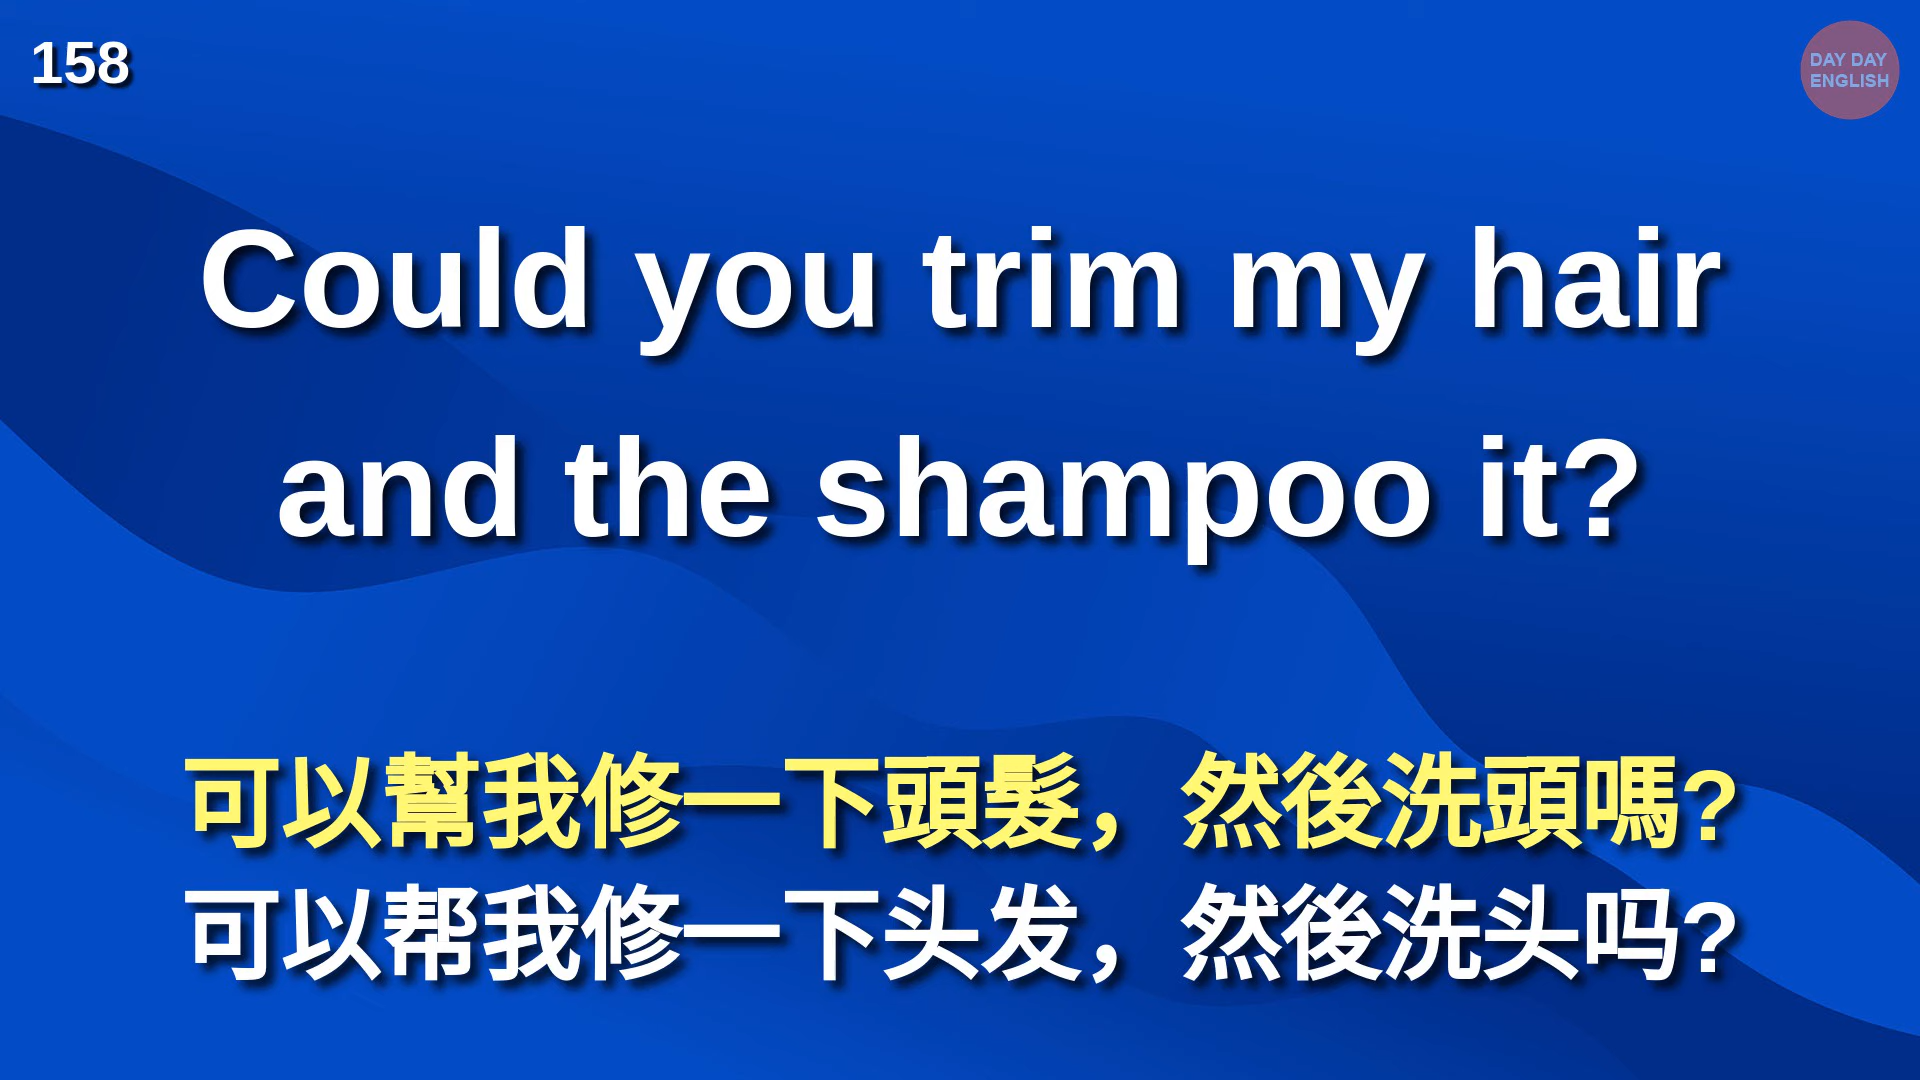 158
DAY DAY
ENGLISH
Could you trim my hair
and the shampoo it?
可以幫我修一下頭髮，然後洗頭嗎?
可以帮我修一下头发，然後洗头吗?